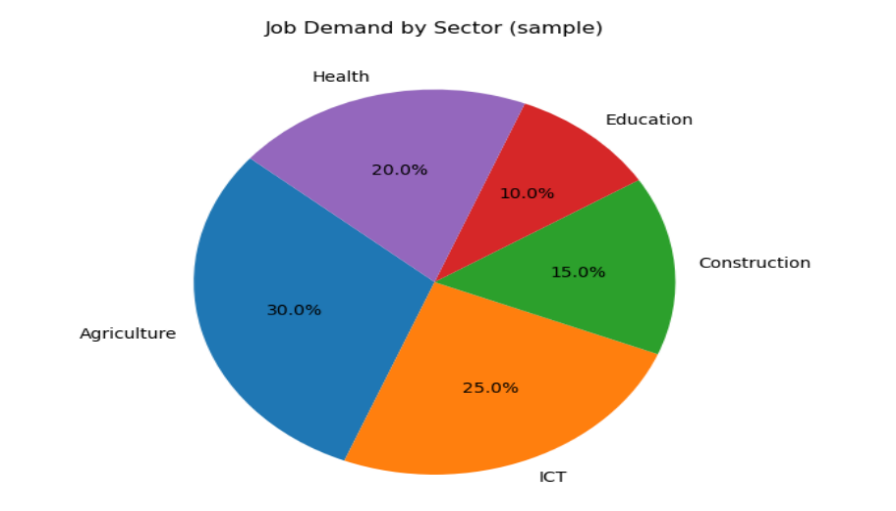 Job Demand by Sector (sample)
Health
Education
20.0%
10.0%
Construction
15.0%
30.0%
Agriculture
25.0%
ICT